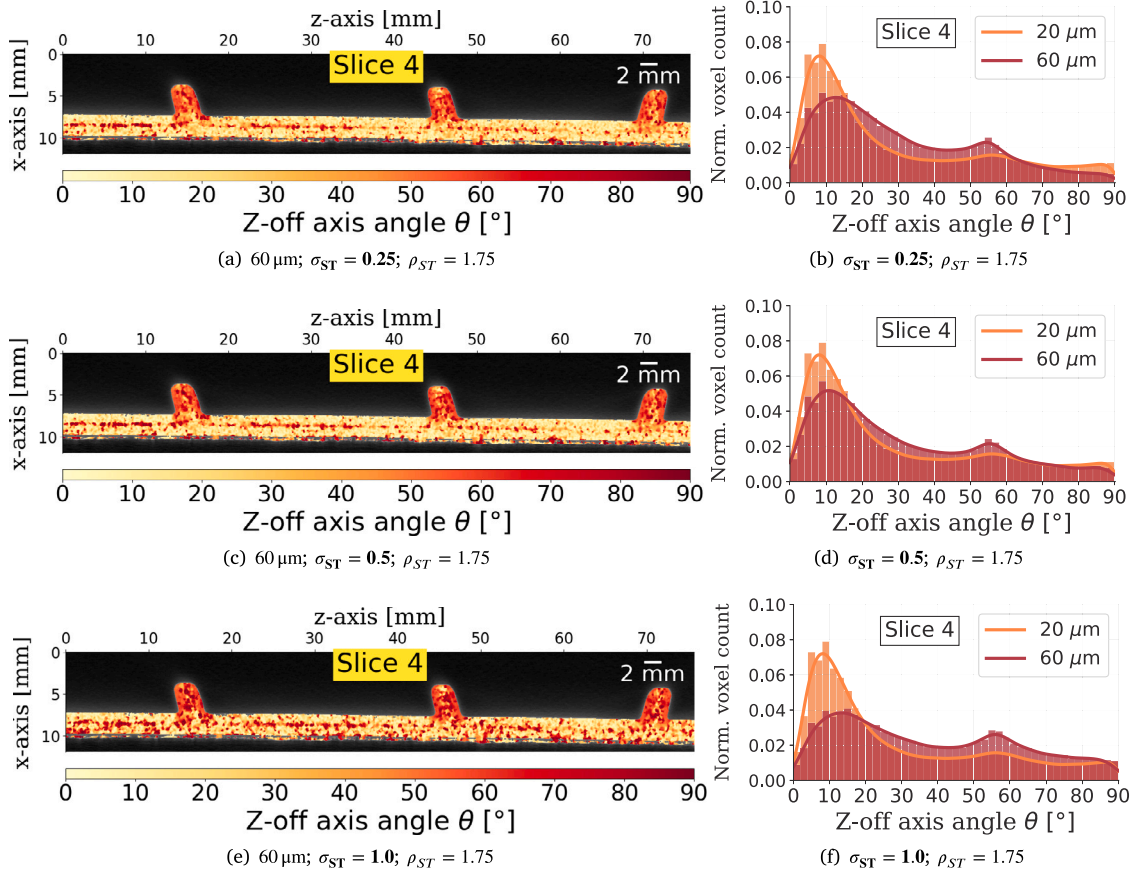 z-axis [mm]
0 10 20 30 40 50 60 70
x-axis [mm]
0
5
10
Slice 4
2 mm
0 10 20 30 40 50 60 70 80 90
Z-off axis angle θ [°]
(a) 60 μm; σST = 0.25; ρST = 1.75
Norm. voxel count
0.10
0.08
0.06
0.04
0.02
0.00
Slice 4
20 μm
60 μm
0 10 20 30 40 50 60 70 80 90
Z-off axis angle θ [°]
(b) σST = 0.25; ρST = 1.75
z-axis [mm]
0 10 20 30 40 50 60 70
x-axis [mm]
0
5
10
Slice 4
2 mm
0 10 20 30 40 50 60 70 80 90
Z-off axis angle θ [°]
(c) 60 μm; σST = 0.5; ρST = 1.75
Norm. voxel count
0.10
0.08
0.06
0.04
0.02
0.00
Slice 4
20 μm
60 μm
0 10 20 30 40 50 60 70 80 90
Z-off axis angle θ [°]
(d) σST = 0.5; ρST = 1.75
z-axis [mm]
0 10 20 30 40 50 60 70
x-axis [mm]
0
5
10
Slice 4
2 mm
0 10 20 30 40 50 60 70 80 90
Z-off axis angle θ [°]
(e) 60 μm; σST = 1.0; ρST = 1.75
Norm. voxel count
0.10
0.08
0.06
0.04
0.02
0.00
Slice 4
20 μm
60 μm
0 10 20 30 40 50 60 70 80 90
Z-off axis angle θ [°]
(f) σST = 1.0; ρST = 1.75